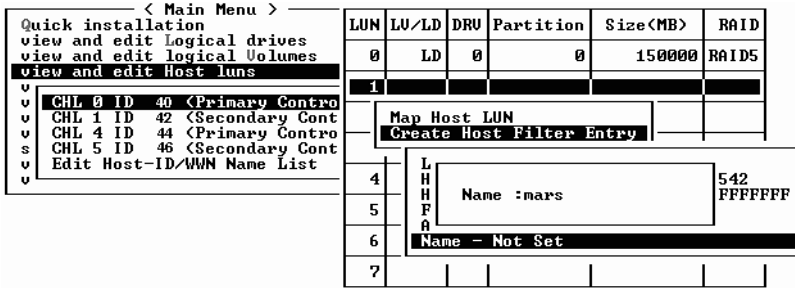 < Main Menu >
Quick installation
view and edit Logical drives
view and edit logical Volumes
view and edit Host luns
v
v CHL 0 ID 40 (Primary Contro
v CHL 1 ID 42 (Secondary Cont
v CHL 4 ID 44 (Primary Contro
s CHL 5 ID 46 (Secondary Cont
v Edit Host-ID/WWN Name List
v
LUN LV/LD DRV Partition Size(MB) RAID
0 LD 0 0 150000 RAID5
1
Map Host LUN
Create Host Filter Entry
L
4 H 542
H Name :mars FFFFFFF
5 F
A
6 Name - Not Set
7